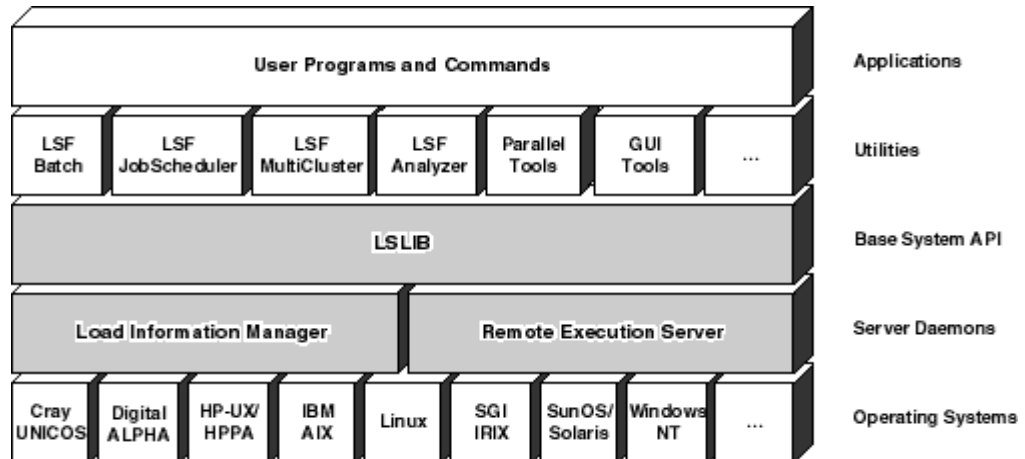 User Programs and Commands
Applications
LSF
Batch
LSF
JobScheduler
LSF
MultiCluster
LSF
Analyzer
Parallel
Tools
GUI
Tools
...
Utilities
LSLIB
Base System API
Load Information Manager
Remote Execution Server
Server Daemons
Cray
UNICOS
Digital
ALPHA
HP-UX/
HPPA
IBM
AIX
Linux
SGI
IRIX
SunOS/
Solaris
Windows
NT
...
Operating Systems